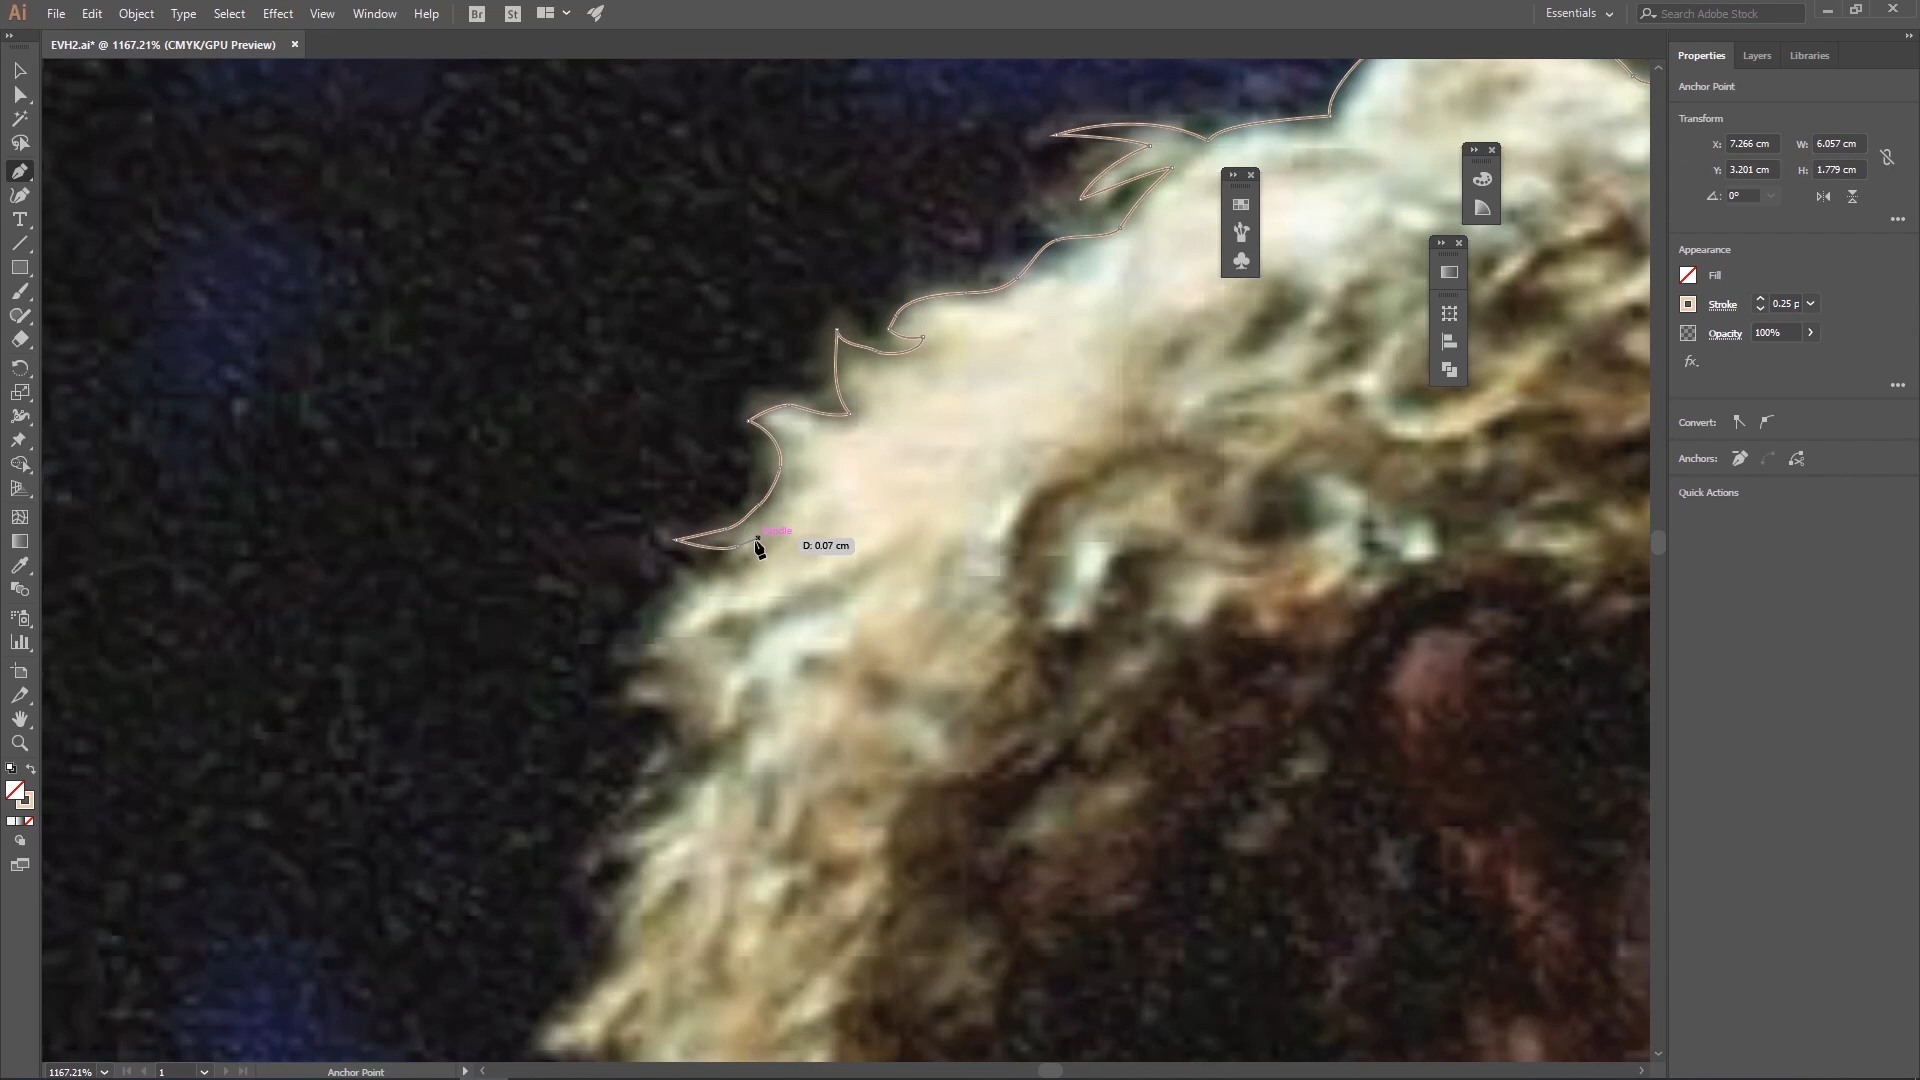 Ai File Edit Object Type Select Effect View Window Help Br St Essentials Search Adobe Stock
EVH2.ai* @ 1167.21% (CMYK/GPU Preview) ×
Properties Layers Libraries
Anchor Point
Transform
X: 7.266 cm W: 6.057 cm
Y: 3.201 cm H: 1.779 cm
0°
Appearance
Fill
Stroke 0.25 p
Opacity 100%
fx.
Convert:
Anchors:
Quick Actions
D: 0.07 cm
1167.21% 1 Anchor Point